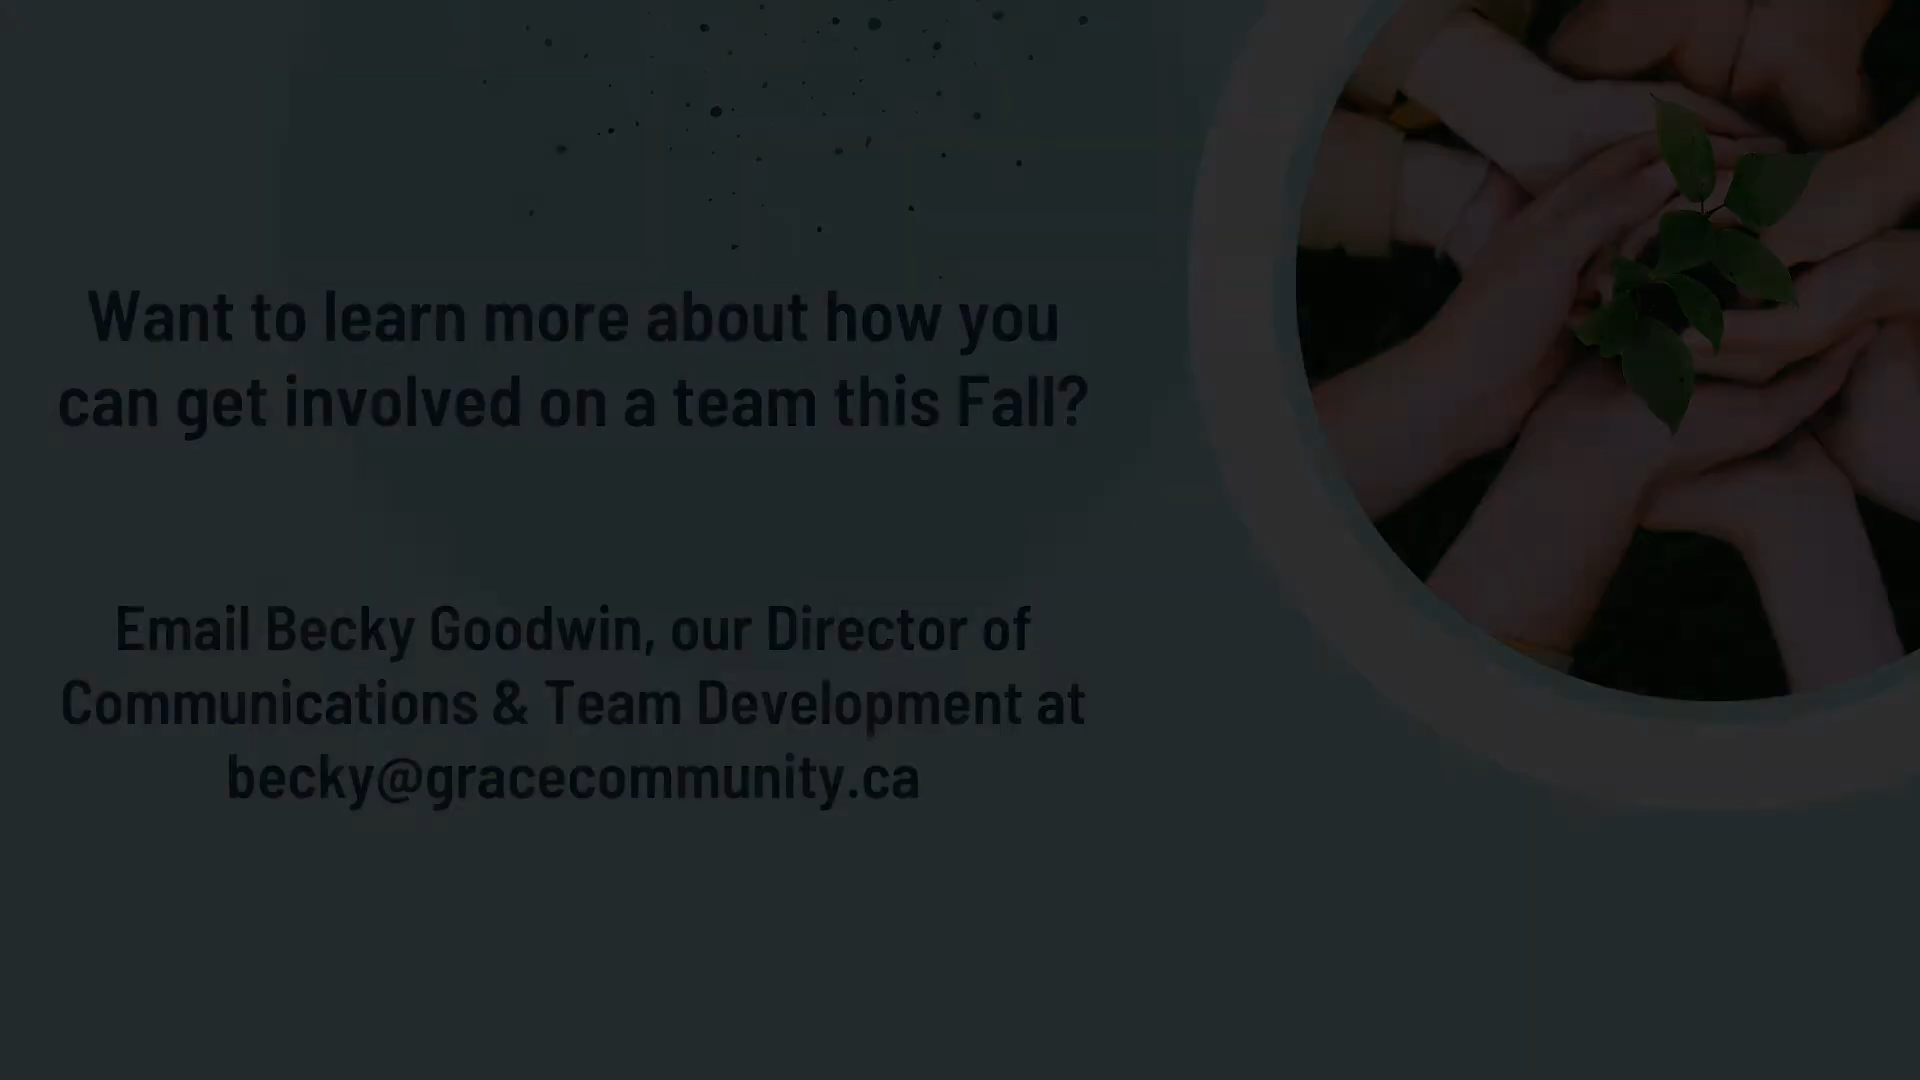 Want to learn more about how you
can get involved on a team this Fall?
Email Becky Goodwin, our Director of
Communications & Team Development at
becky@gracecommunity.ca